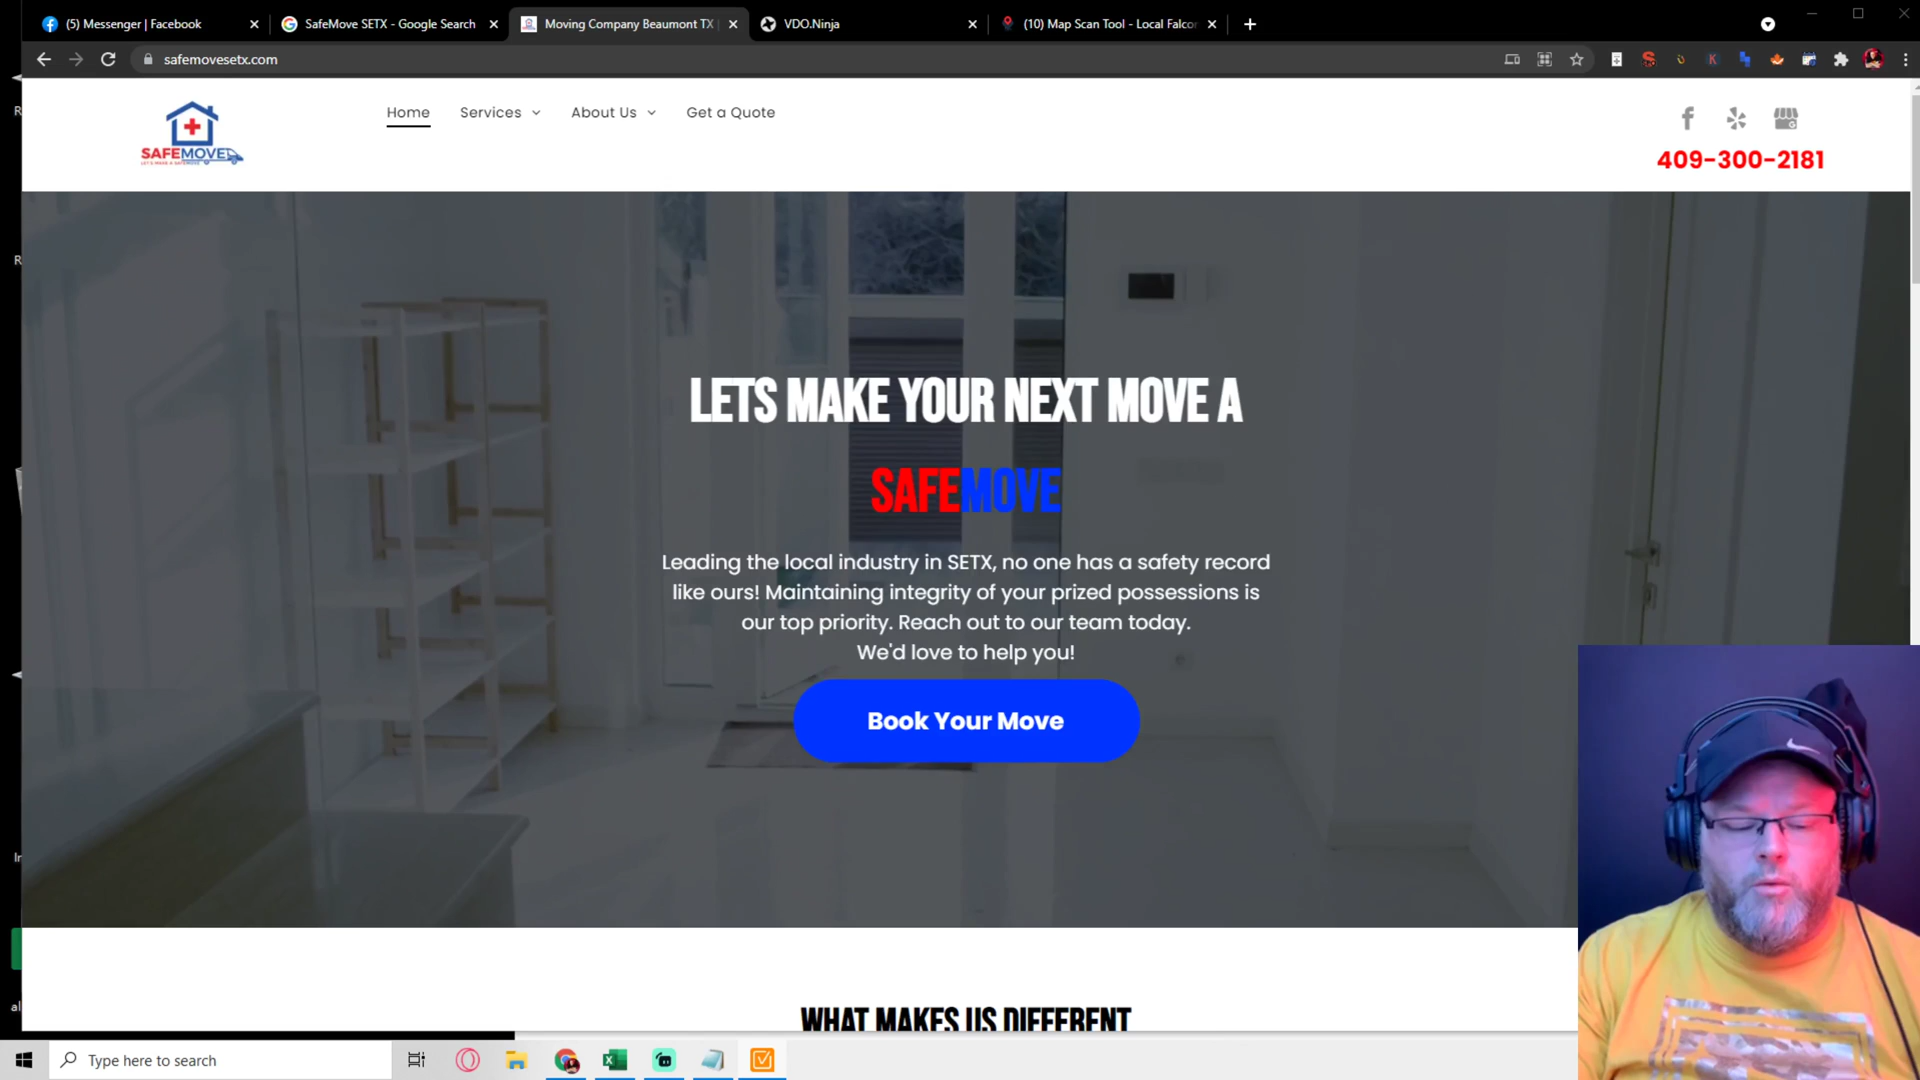 (5) Messenger | Facebook
SafeMove SETX - Google Search
Moving Company Beaumont TX |
VDO.Ninja
(10) Map Scan Tool - Local Falcon
safemovesetx.com
SAFEMOVE
Home
Services
About Us
Get a Quote
409-300-2181
LETS MAKE YOUR NEXT MOVE A
SAFEMOVE
Leading the local industry in SETX, no one has a safety record
like ours! Maintaining integrity of your prized possessions is
our top priority. Reach out to our team today.
We'd love to help you!
Book Your Move
WHAT MAKES US DIFFERENT
Type here to search